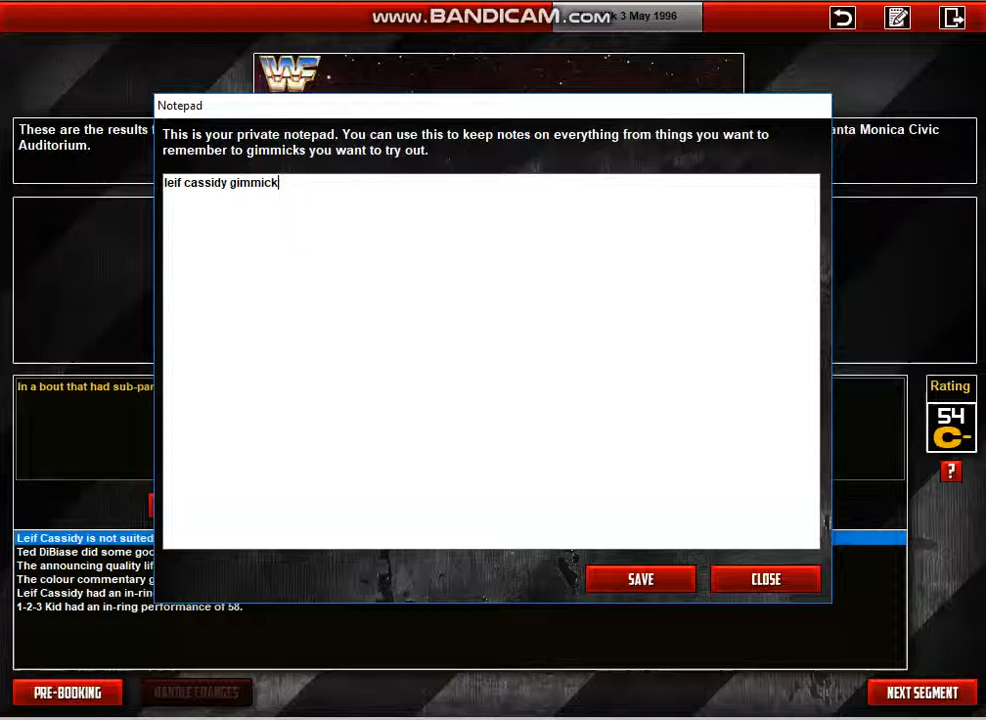 www.BANDICAM.com
k 3 May 1996
WF
Notepad
This is your private notepad. You can use this to keep notes on everything from things you want to
remember to gimmicks you want to try out.
leif cassidy gimmick
These are the results
anta Monica Civic
Auditorium.
In a bout that had sub-par
Rating
54
C-
?
Leif Cassidy is not suited
Ted DiBiase did some goo
The announcing quality lif
The colour commentary g
Leif Cassidy had an in-rin
1-2-3 Kid had an in-ring performance of 58.
SAVE
CLOSE
PRE-BOOKING
HANDLE CHANGES
NEXT SEGMENT